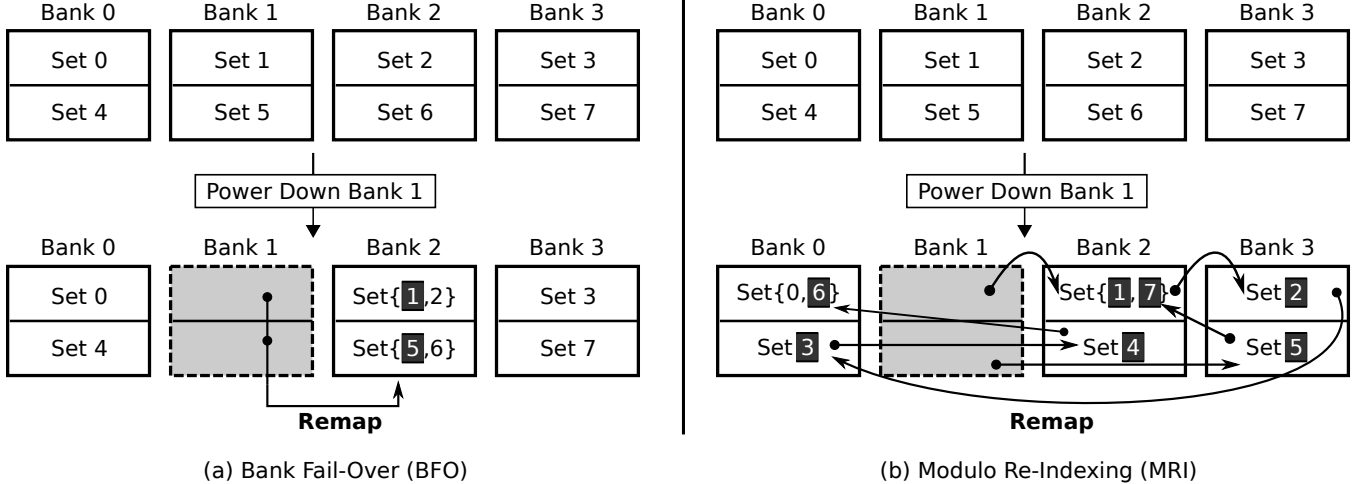 Bank 0 Bank 1 Bank 2 Bank 3
Set 0 Set 1 Set 2 Set 3
Set 4 Set 5 Set 6 Set 7
Power Down Bank 1
Bank 0 Bank 1 Bank 2 Bank 3
Set 0 Set{1,2} Set 3
Set 4 Set{5,6} Set 7
Remap
(a) Bank Fail-Over (BFO)
Bank 0 Bank 1 Bank 2 Bank 3
Set 0 Set 1 Set 2 Set 3
Set 4 Set 5 Set 6 Set 7
Power Down Bank 1
Bank 0 Bank 1 Bank 2 Bank 3
Set{0,6} Set{1,7} Set 2
Set 3 Set 4 Set 5
Remap
(b) Modulo Re-Indexing (MRI)